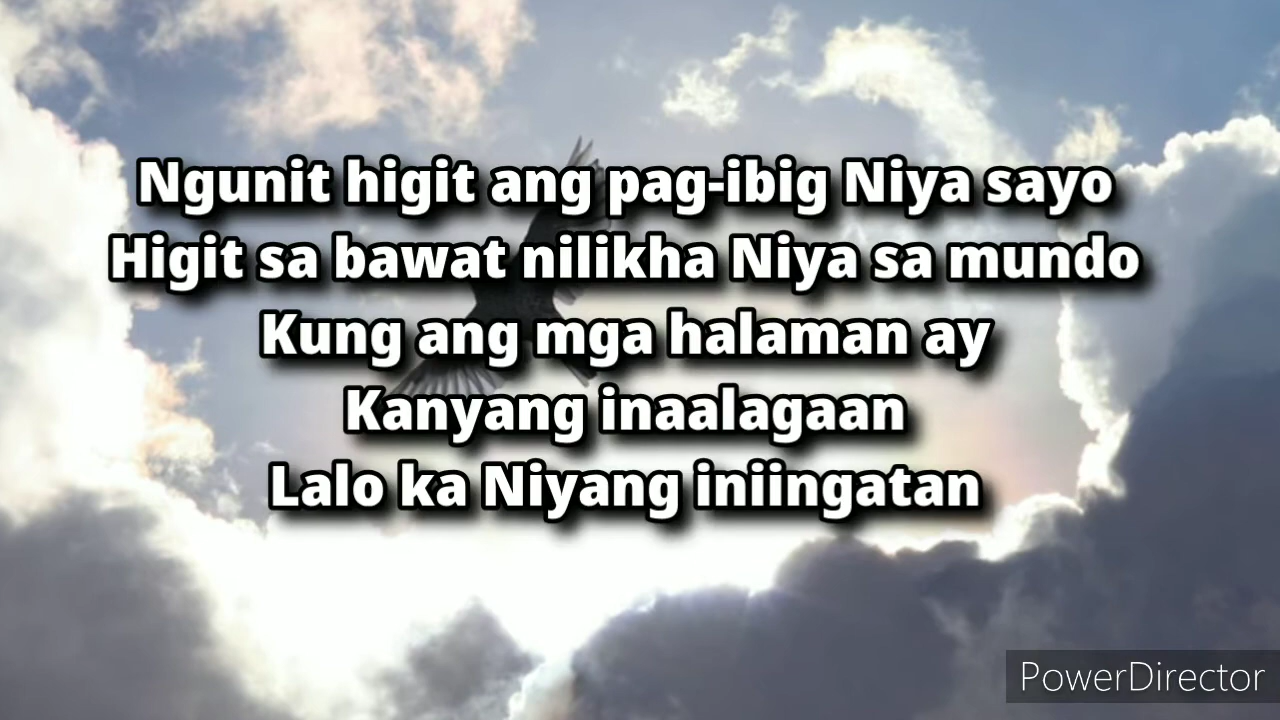 Ngunit higit ang pag-ibig Niya sayo
Higit sa bawat nilikha Niya sa mundo
Kung ang mga halaman ay
Kanyang inaalagaan
Lalo ka Niyang iniingatan
PowerDirector